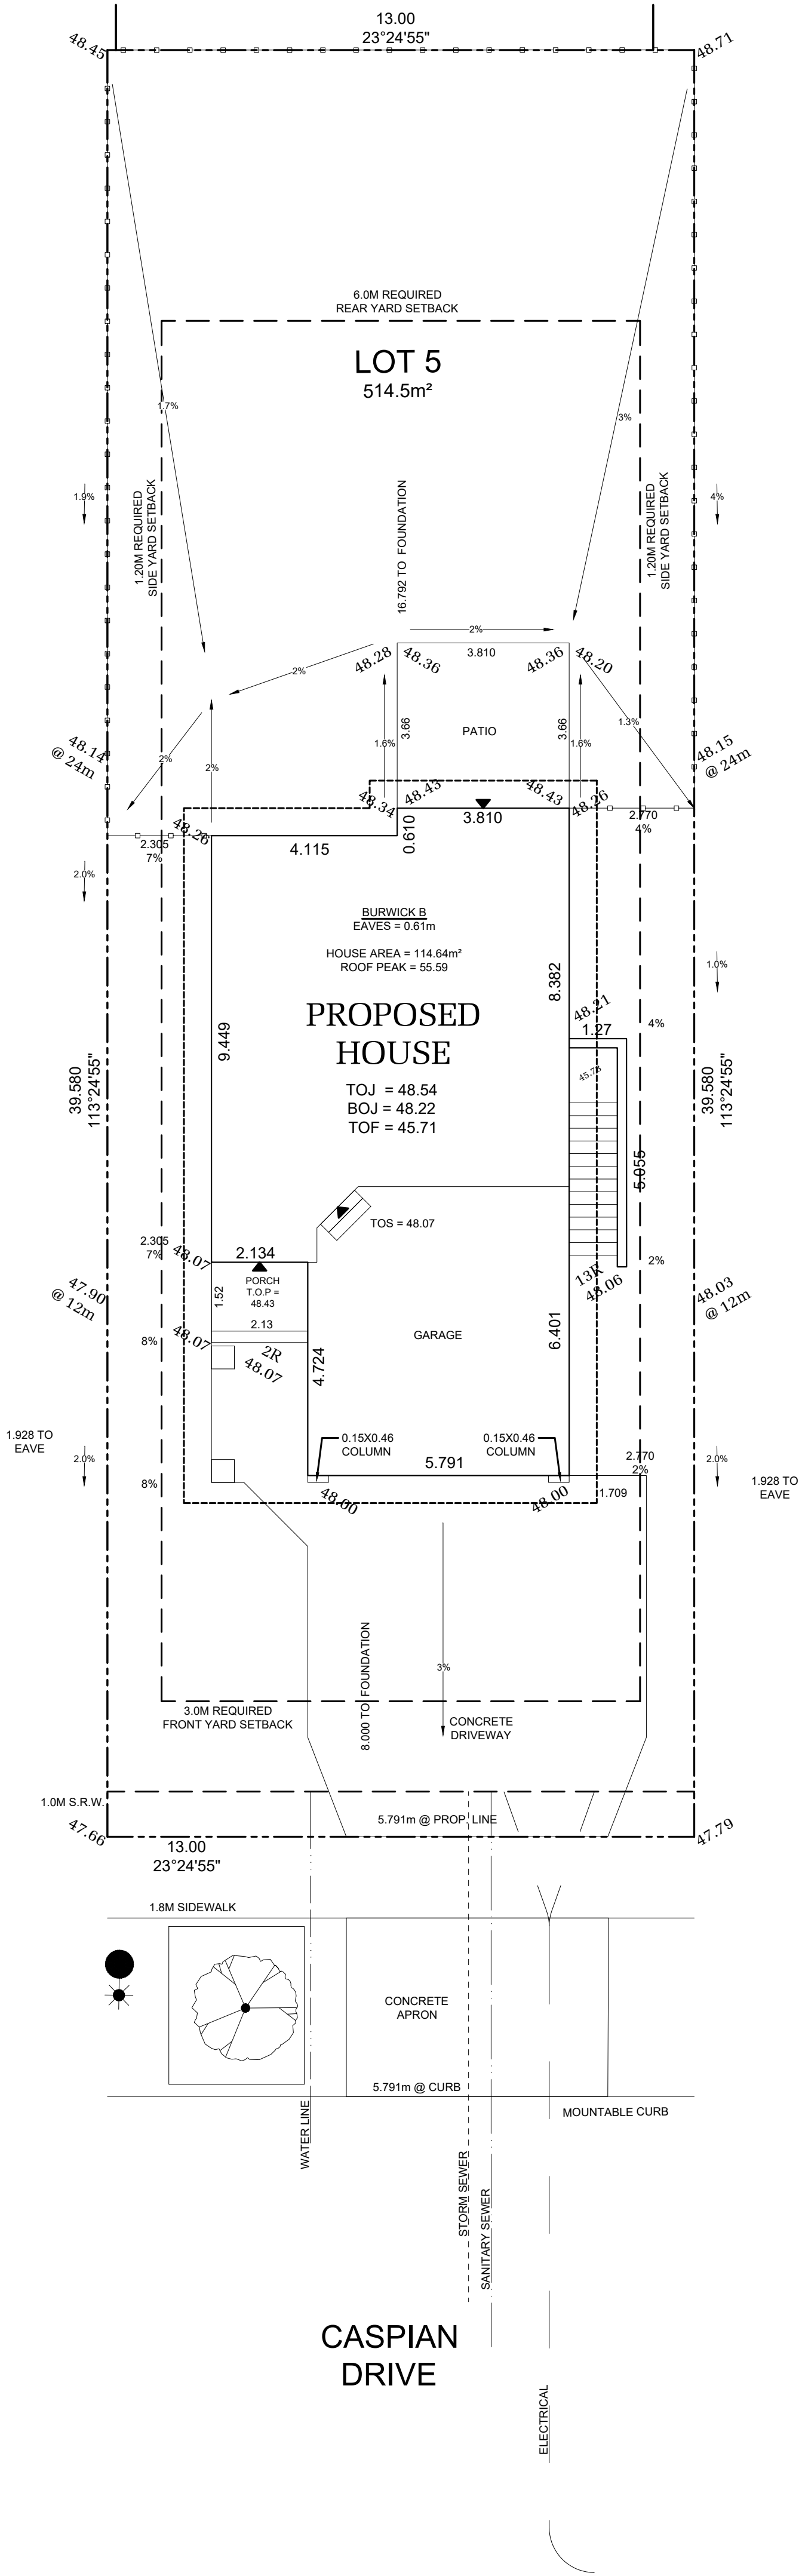 13.00
23°24'55"
48.45
48.71
6.0M REQUIRED
REAR YARD SETBACK
LOT 5
514.5m²
1.7%
3%
1.9%
4%
1.20M REQUIRED
SIDE YARD SETBACK
16.792 TO FOUNDATION
1.20M REQUIRED
SIDE YARD SETBACK
2%
48.28
48.36
3.810
48.36
48.20
2%
3.66
PATIO
3.66
1.3%
48.14
@ 24m
2%
2%
1.6%
1.6%
48.15
@ 24m
48.34
48.43
48.43
48.26
3.810
2.770
4%
48.26
2.305
7%
4.115
0.610
2.0%
BURWICK B
EAVES = 0.61m
HOUSE AREA = 114.64m²
ROOF PEAK = 55.59
8.382
1.0%
PROPOSED
HOUSE
48.21
1.27
4%
9.449
45.78
TOJ = 48.54
BOJ = 48.22
TOF = 45.71
39.580
113°24'55"
39.580
113°24'55"
5.055
TOS = 48.07
2.305
7%
48.07
2.134
2%
PORCH
T.O.P =
48.43
1.52
13R
48.06
47.90
@ 12m
48.03
@ 12m
2.13
8%
48.07
2R
48.07
4.724
GARAGE
6.401
1.928 TO
EAVE
0.15X0.46
COLUMN
0.15X0.46
COLUMN
2.0%
5.791
2.770
2%
2.0%
1.928 TO
EAVE
8%
48.00
48.00
1.709
3%
8.000 TO FOUNDATION
3.0M REQUIRED
FRONT YARD SETBACK
CONCRETE
DRIVEWAY
1.0M S.R.W.
5.791m @ PROP. LINE
47.66
47.79
13.00
23°24'55"
1.8M SIDEWALK
CONCRETE
APRON
5.791m @ CURB
MOUNTABLE CURB
WATER LINE
STORM SEWER
SANITARY SEWER
CASPIAN
DRIVE
ELECTRICAL